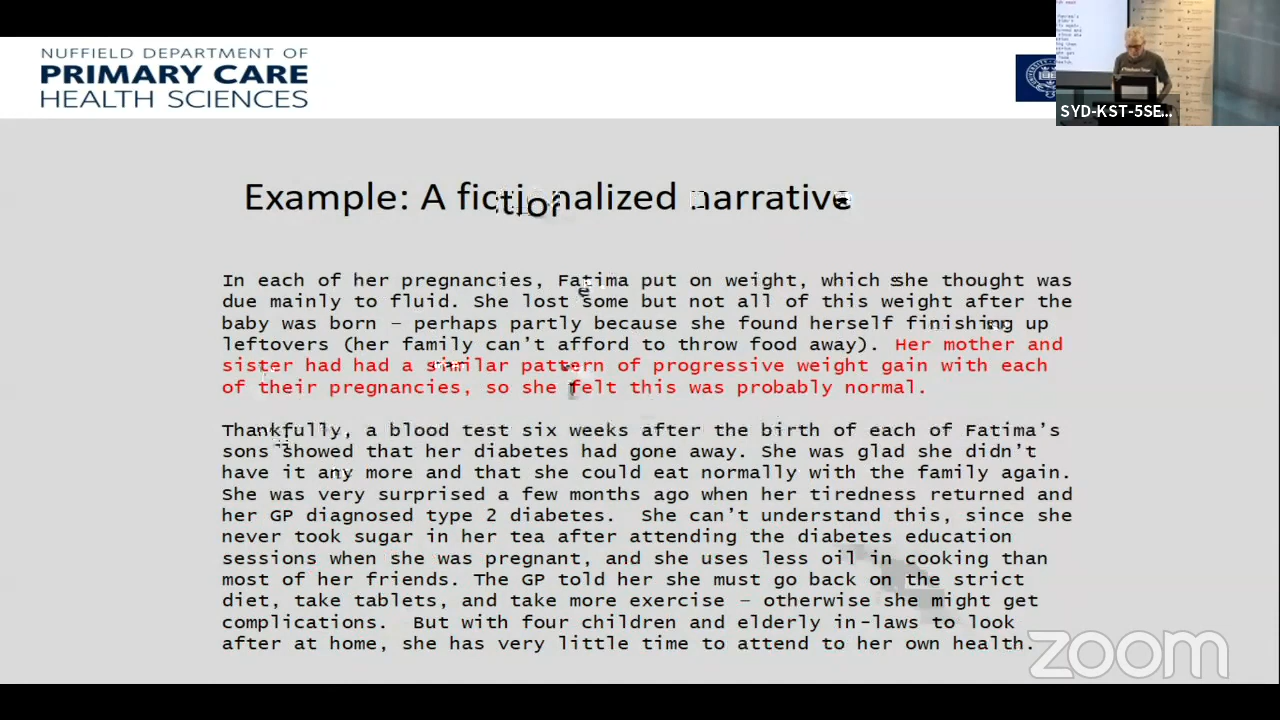 NUFFIELD DEPARTMENT OF
PRIMARY CARE
HEALTH SCIENCES
SYD-KST-5SE...
Example: A fictionalized narrative
In each of her pregnancies, Fatima put on weight, which she thought was
due mainly to fluid. She lost some but not all of this weight after the
baby was born – perhaps partly because she found herself finishing up
leftovers (her family can’t afford to throw food away). Her mother and
sister had had a similar pattern of progressive weight gain with each
of their pregnancies, so she felt this was probably normal.
Thankfully, a blood test six weeks after the birth of each of Fatima’s
sons showed that her diabetes had gone away. She was glad she didn’t
have it any more and that she could eat normally with the family again.
She was very surprised a few months ago when her tiredness returned and
her GP diagnosed type 2 diabetes. She can’t understand this, since she
never took sugar in her tea after attending the diabetes education
sessions when she was pregnant, and she uses less oil in cooking than
most of her friends. The GP told her she must go back on the strict
diet, take tablets, and take more exercise – otherwise she might get
complications. But with four children and elderly in-laws to look
after at home, she has very little time to attend to her own health.
zoom